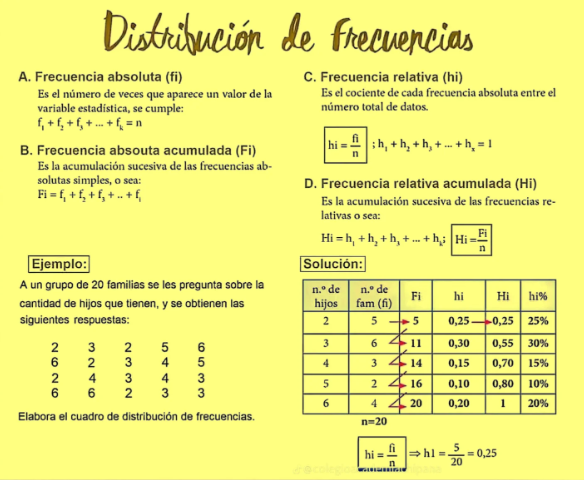 Distribución de Frecuencias
A. Frecuencia absoluta (fi)
Es el número de veces que aparece un valor de la
variable estadística, se cumple:
f₁ + f₂ + f₃ + ... + fₖ = n
B. Frecuencia absouta acumulada (Fi)
Es la acumulación sucesiva de las frecuencias ab-
solutas simples, o sea:
Fi = f₁ + f₂ + f₃ + .. + fᵢ
C. Frecuencia relativa (hi)
Es el cociente de cada frecuencia absoluta entre el
número total de datos.
hi = fi/n ; h₁ + h₂ + h₃ + ... + hₓ = 1
D. Frecuencia relativa acumulada (Hi)
Es la acumulación sucesiva de las frecuencias re-
lativas o sea:
Hi = h₁ + h₂ + h₃ + ... + hₖ; Hi = Fi/n
Ejemplo:
A un grupo de 20 familias se les pregunta sobre la
cantidad de hijos que tienen, y se obtienen las
siguientes respuestas:
2 3 2 5 6
6 2 3 4 5
2 4 3 4 3
6 6 2 3 3
Elabora el cuadro de distribución de frecuencias.
Solución:
n.º de hijos n.º de fam (fi) Fi hi Hi hi%
2 5 5 0,25 0,25 25%
3 6 11 0,30 0,55 30%
4 3 14 0,15 0,70 15%
5 2 16 0,10 0,80 10%
6 4 20 0,20 1 20%
n=20
hi = fi/n ⇒ h1 = 5/20 = 0,25